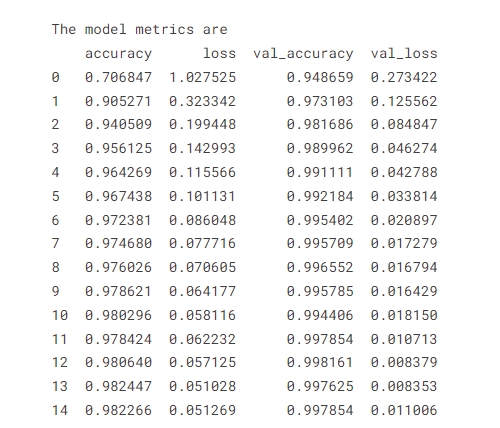 The model metrics are
accuracy loss val_accuracy val_loss
0 0.706847 1.027525 0.948659 0.273422
1 0.905271 0.323342 0.973103 0.125562
2 0.940509 0.199448 0.981686 0.084847
3 0.956125 0.142993 0.989962 0.046274
4 0.964269 0.115566 0.991111 0.042788
5 0.967438 0.101131 0.992184 0.033814
6 0.972381 0.086048 0.995402 0.020897
7 0.974680 0.077716 0.995709 0.017279
8 0.976026 0.070605 0.996552 0.016794
9 0.978621 0.064177 0.995785 0.016429
10 0.980296 0.058116 0.994406 0.018150
11 0.978424 0.062232 0.997854 0.010713
12 0.980640 0.057125 0.998161 0.008379
13 0.982447 0.051028 0.997625 0.008353
14 0.982266 0.051269 0.997854 0.011006